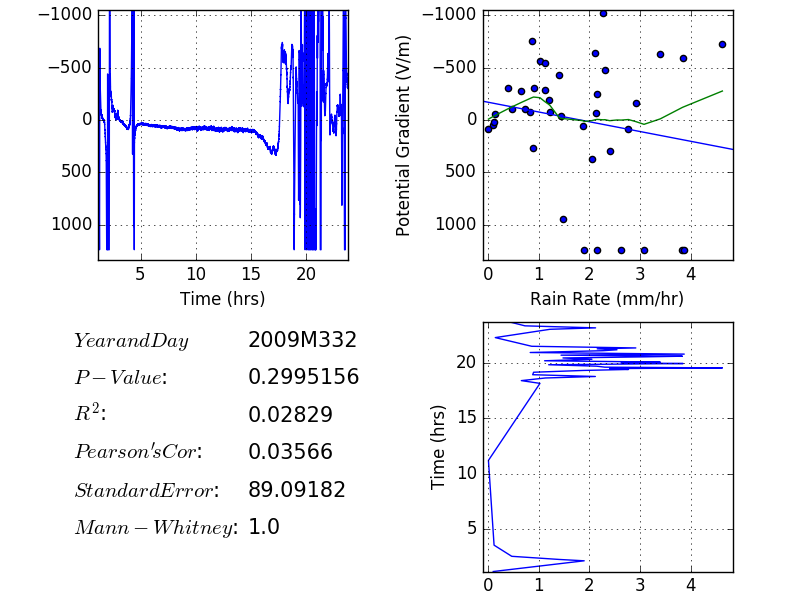 −1000
−500
0
500
1000
5 10 15 20
Time (hrs)
−1000
−500
0
500
1000
Potential Gradient (V/m)
0 1 2 3 4
Rain Rate (mm/hr)
YearandDay 2009M332
P−Value: 0.2995156
R²: 0.02829
Pearson'sCor: 0.03566
StandardError: 89.09182
Mann−Whitney: 1.0
20
15
10
5
Time (hrs)
0 1 2 3 4